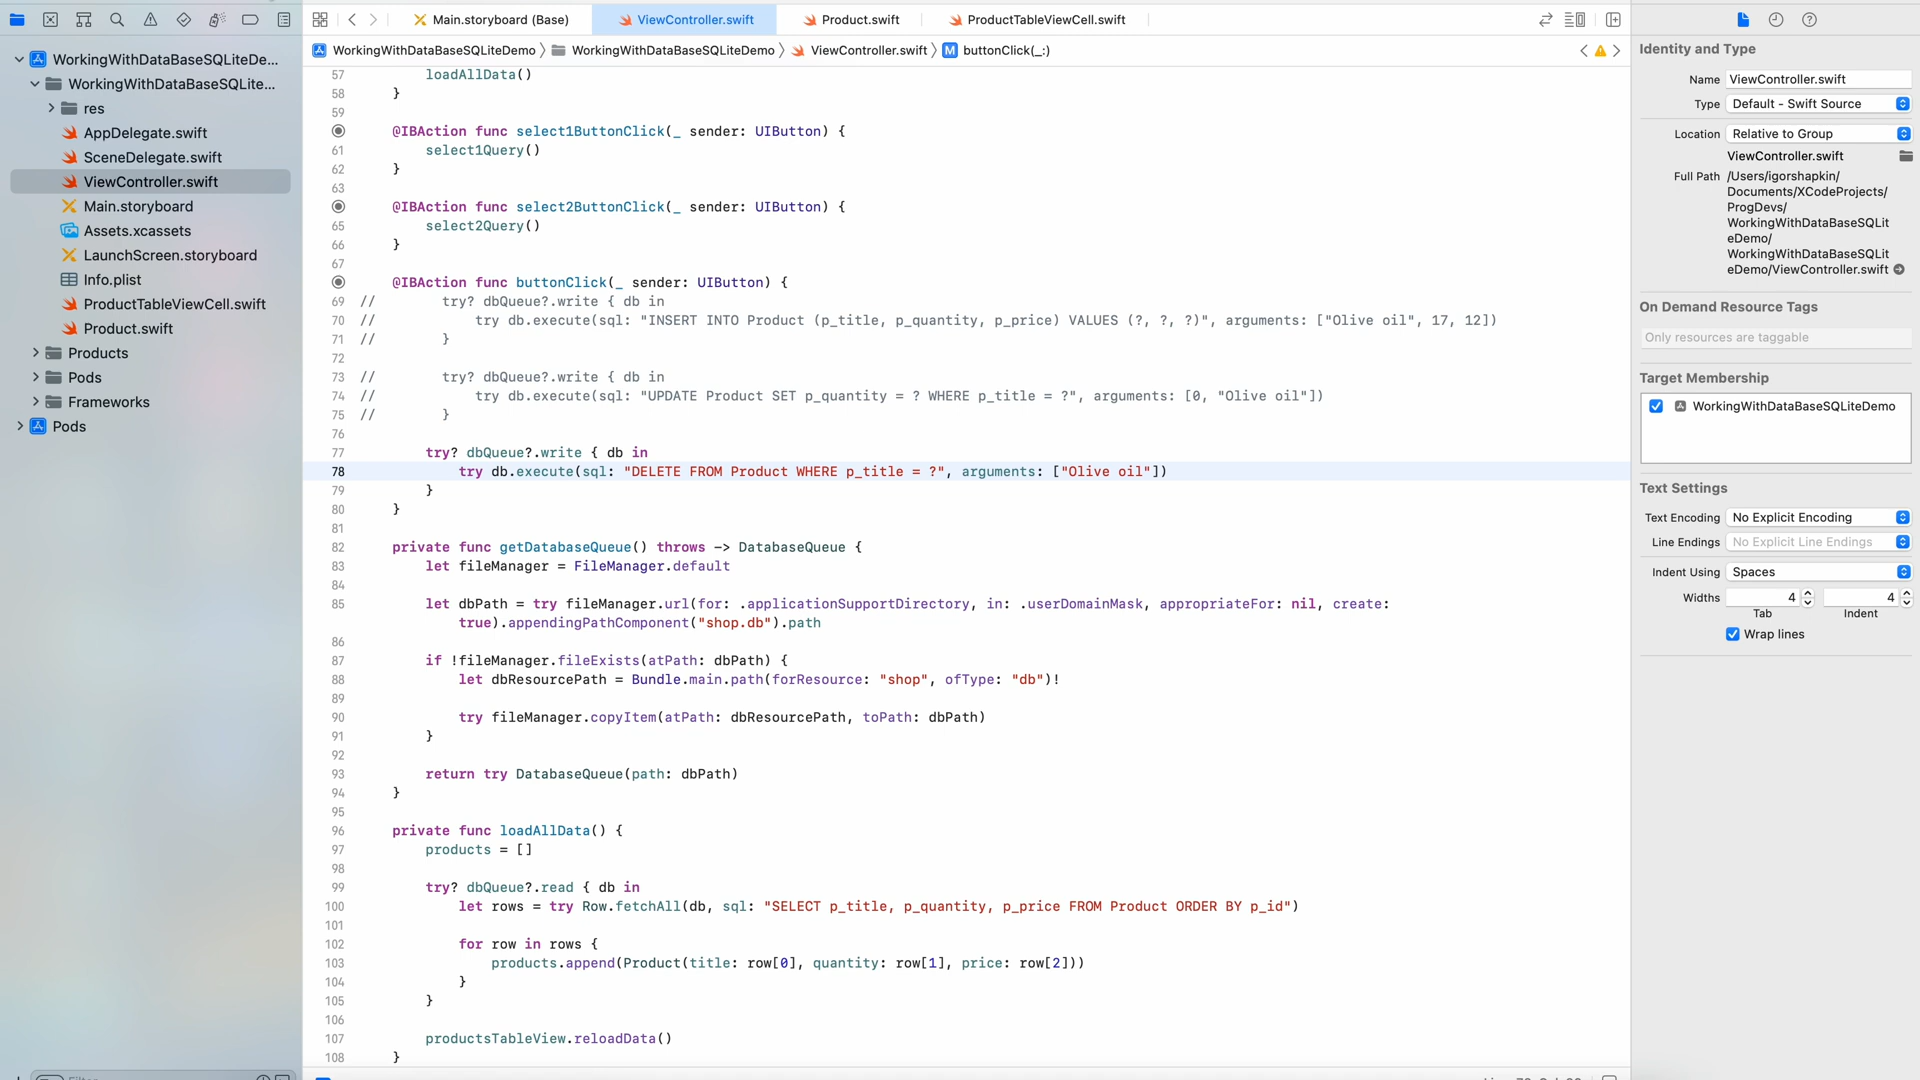 Main.storyboard (Base)
ViewController.swift
Product.swift
ProductTableViewCell.swift
WorkingWithDataBaseSQLiteDemo
WorkingWithDataBaseSQLiteDemo
ViewController.swift
M buttonClick(_:)
WorkingWithDataBaseSQLiteDe...
WorkingWithDataBaseSQLite...
res
AppDelegate.swift
SceneDelegate.swift
ViewController.swift
Main.storyboard
Assets.xcassets
LaunchScreen.storyboard
Info.plist
ProductTableViewCell.swift
Product.swift
Products
Pods
Frameworks
Pods
57 loadAllData()
58 }
59
@IBAction func select1ButtonClick(_ sender: UIButton) {
61 select1Query()
62 }
63
@IBAction func select2ButtonClick(_ sender: UIButton) {
65 select2Query()
66 }
67
@IBAction func buttonClick(_ sender: UIButton) {
69 // try? dbQueue?.write { db in
70 // try db.execute(sql: "INSERT INTO Product (p_title, p_quantity, p_price) VALUES (?, ?, ?)", arguments: ["Olive oil", 17, 12])
71 // }
72
73 // try? dbQueue?.write { db in
74 // try db.execute(sql: "UPDATE Product SET p_quantity = ? WHERE p_title = ?", arguments: [0, "Olive oil"])
75 // }
76
77 try? dbQueue?.write { db in
78 try db.execute(sql: "DELETE FROM Product WHERE p_title = ?", arguments: ["Olive oil"])
79 }
80 }
81
82 private func getDatabaseQueue() throws -> DatabaseQueue {
83 let fileManager = FileManager.default
84
85 let dbPath = try fileManager.url(for: .applicationSupportDirectory, in: .userDomainMask, appropriateFor: nil, create:
true).appendingPathComponent("shop.db").path
86
87 if !fileManager.fileExists(atPath: dbPath) {
88 let dbResourcePath = Bundle.main.path(forResource: "shop", ofType: "db")!
89
90 try fileManager.copyItem(atPath: dbResourcePath, toPath: dbPath)
91 }
92
93 return try DatabaseQueue(path: dbPath)
94 }
95
96 private func loadAllData() {
97 products = []
98
99 try? dbQueue?.read { db in
100 let rows = try Row.fetchAll(db, sql: "SELECT p_title, p_quantity, p_price FROM Product ORDER BY p_id")
101
102 for row in rows {
103 products.append(Product(title: row[0], quantity: row[1], price: row[2]))
104 }
105 }
106
107 productsTableView.reloadData()
108 }
Identity and Type
Name ViewController.swift
Type Default - Swift Source
Location Relative to Group
ViewController.swift
Full Path /Users/igorshapkin/
Documents/XCodeProjects/
ProgDevs/
WorkingWithDataBaseSQLit
eDemo/
WorkingWithDataBaseSQLit
eDemo/ViewController.swift
On Demand Resource Tags
Only resources are taggable
Target Membership
WorkingWithDataBaseSQLiteDemo
Text Settings
Text Encoding No Explicit Encoding
Line Endings No Explicit Line Endings
Indent Using Spaces
Widths 4 4
Tab Indent
Wrap lines